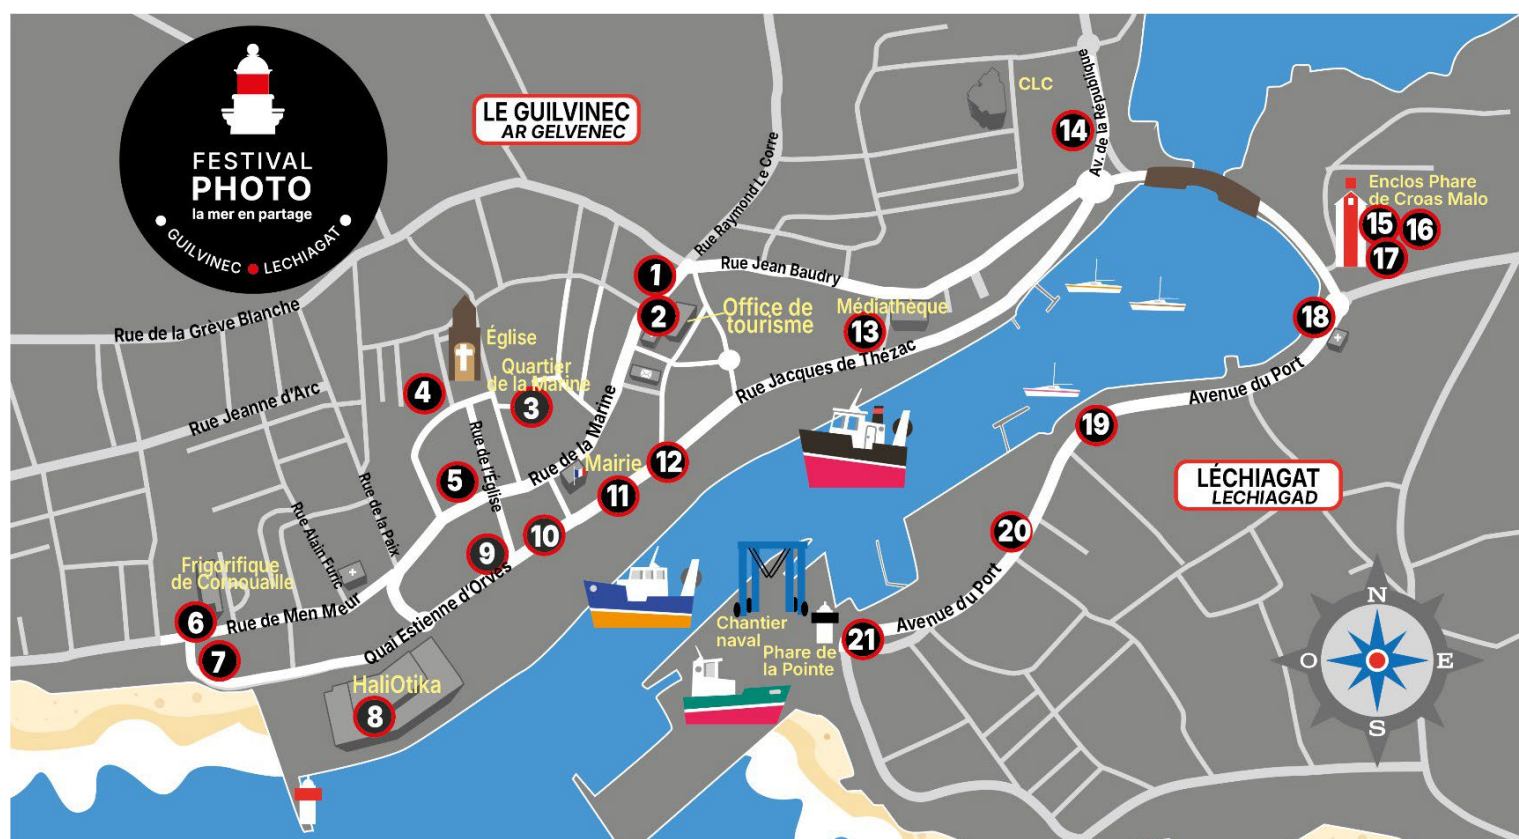 FESTIVAL
PHOTO
la mer en partage
GUILVINEC LECHIAGAT
LE GUILVINEC
AR GELVENEC
CLC
14
Av. de la République
Rue Raymond Le Corre
Enclos Phare
de Croas Malo
15
16
17
1
Rue Jean Baudry
2
Office de
tourisme
Médiathèque
13
18
Rue de la Grève Blanche
Église
Quartier
de la Marine
3
4
Rue Jacques de Thézac
Avenue du Port
Rue Jeanne d'Arc
19
5
Rue de l'Église
Rue de la Marine
Mairie
12
11
LÉCHIAGAT
LECHIAGAD
Rue de la Paix
Rue Alain Furic
9
10
20
Frigorifique
de Cornouaille
6
Rue de Men Meur
7
Quai Estienne d'Orves
HaliOtika
8
Chantier
naval
Phare de
la Pointe
21
Avenue du Port
N
O
E
S